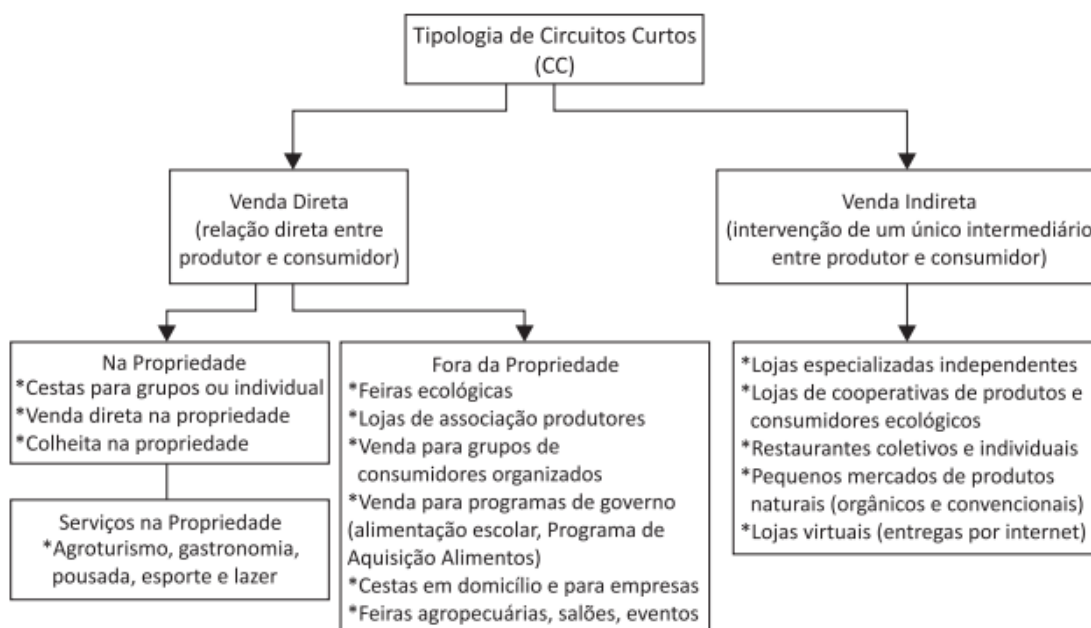 Tipologia de Circuitos Curtos
(CC)
Venda Direta
(relação direta entre
produtor e consumidor)
Venda Indireta
(intervenção de um único intermediário
entre produtor e consumidor)
Na Propriedade
*Cestas para grupos ou individual
*Venda direta na propriedade
*Colheita na propriedade
Serviços na Propriedade
*Agroturismo, gastronomia,
pousada, esporte e lazer
Fora da Propriedade
*Feiras ecológicas
*Lojas de associação produtores
*Venda para grupos de
consumidores organizados
*Venda para programas de governo
(alimentação escolar, Programa de
Aquisição Alimentos)
*Cestas em domicílio e para empresas
*Feiras agropecuárias, salões, eventos
*Lojas especializadas independentes
*Lojas de cooperativas de produtos e
consumidores ecológicos
*Restaurantes coletivos e individuais
*Pequenos mercados de produtos
naturais (orgânicos e convencionais)
*Lojas virtuais (entregas por internet)